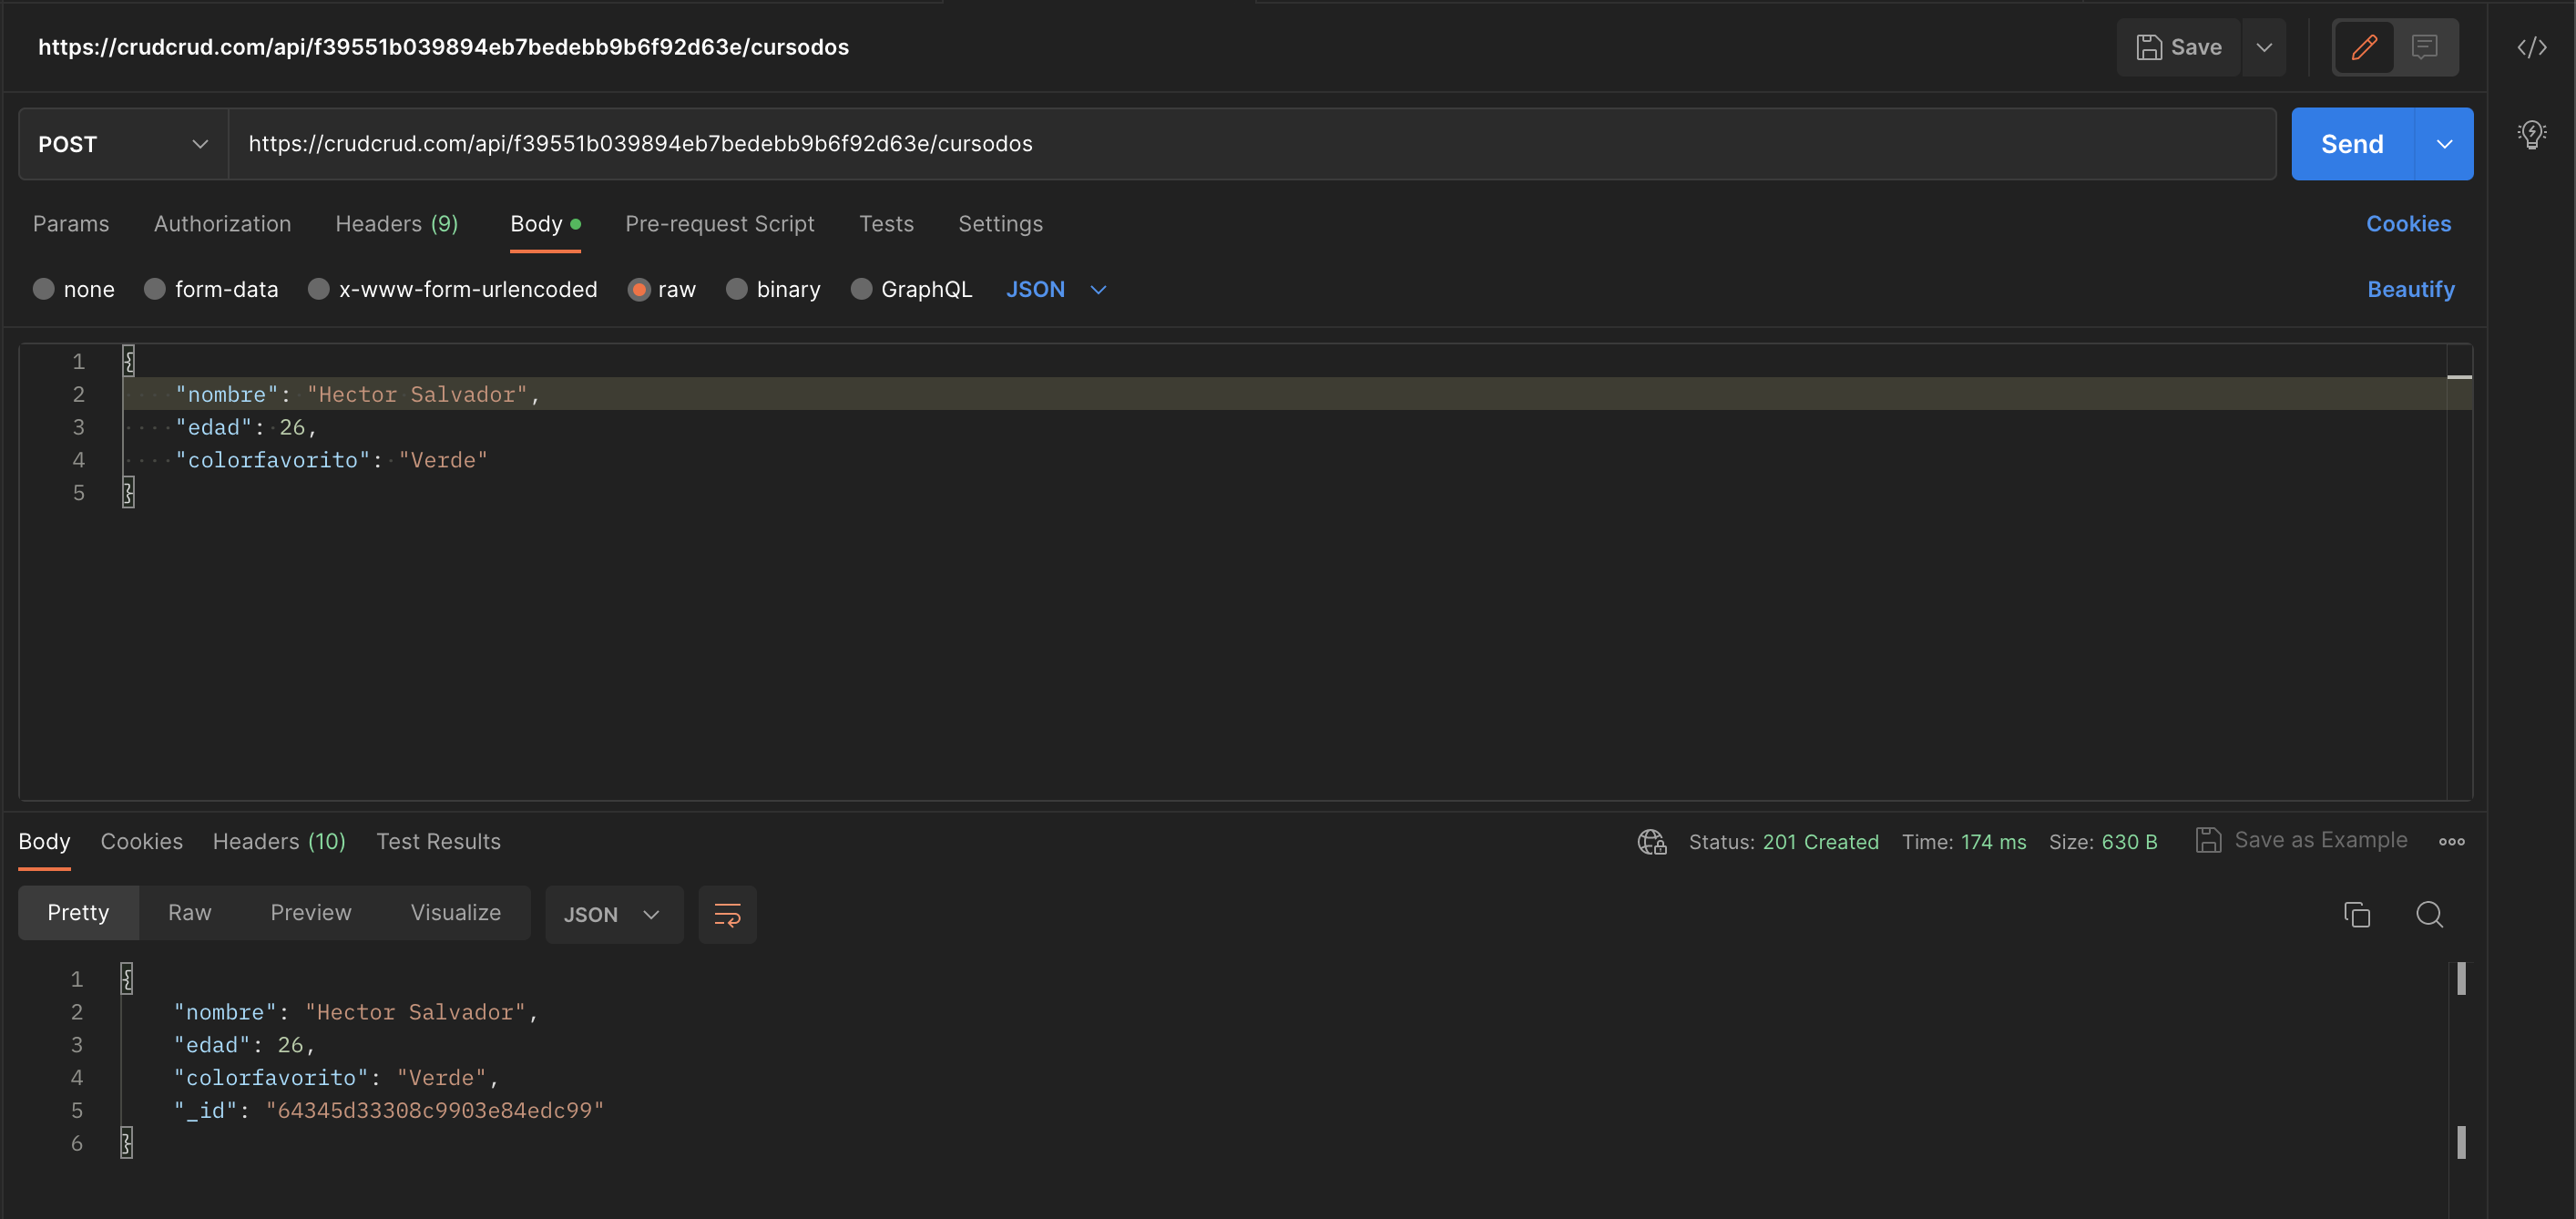 https://crudcrud.com/api/f39551b039894eb7bedebb9b6f92d63e/cursodos
Save
POST
https://crudcrud.com/api/f39551b039894eb7bedebb9b6f92d63e/cursodos
Send
Params Authorization Headers (9) Body Pre-request Script Tests Settings Cookies
none form-data x-www-form-urlencoded raw binary GraphQL JSON Beautify
1 {
2 "nombre": "Hector Salvador",
3 "edad": 26,
4 "colorfavorito": "Verde"
5 }
Body Cookies Headers (10) Test Results Status: 201 Created Time: 174 ms Size: 630 B Save as Example
Pretty Raw Preview Visualize JSON
1 {
2 "nombre": "Hector Salvador",
3 "edad": 26,
4 "colorfavorito": "Verde",
5 "_id": "64345d33308c9903e84edc99"
6 }